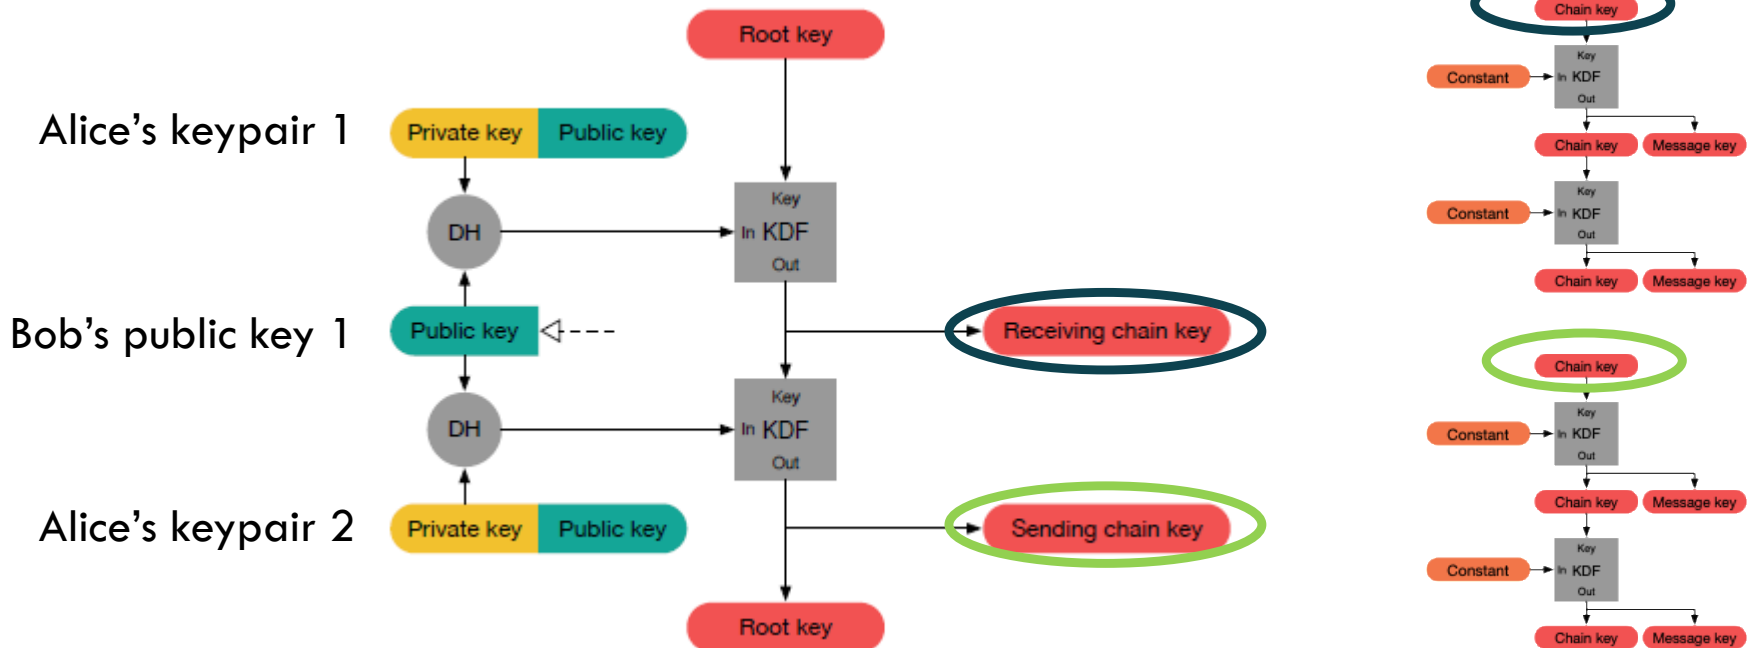 Root key
Alice's keypair 1
Private key
Public key
Key
DH
In KDF
Out
Bob's public key 1
Public key
Receiving chain key
Key
DH
In KDF
Out
Alice's keypair 2
Private key
Public key
Sending chain key
Root key
Chain key
Key
Constant
In KDF
Out
Chain key
Message key
Key
Constant
In KDF
Out
Chain key
Message key
Chain key
Key
Constant
In KDF
Out
Chain key
Message key
Key
Constant
In KDF
Out
Chain key
Message key